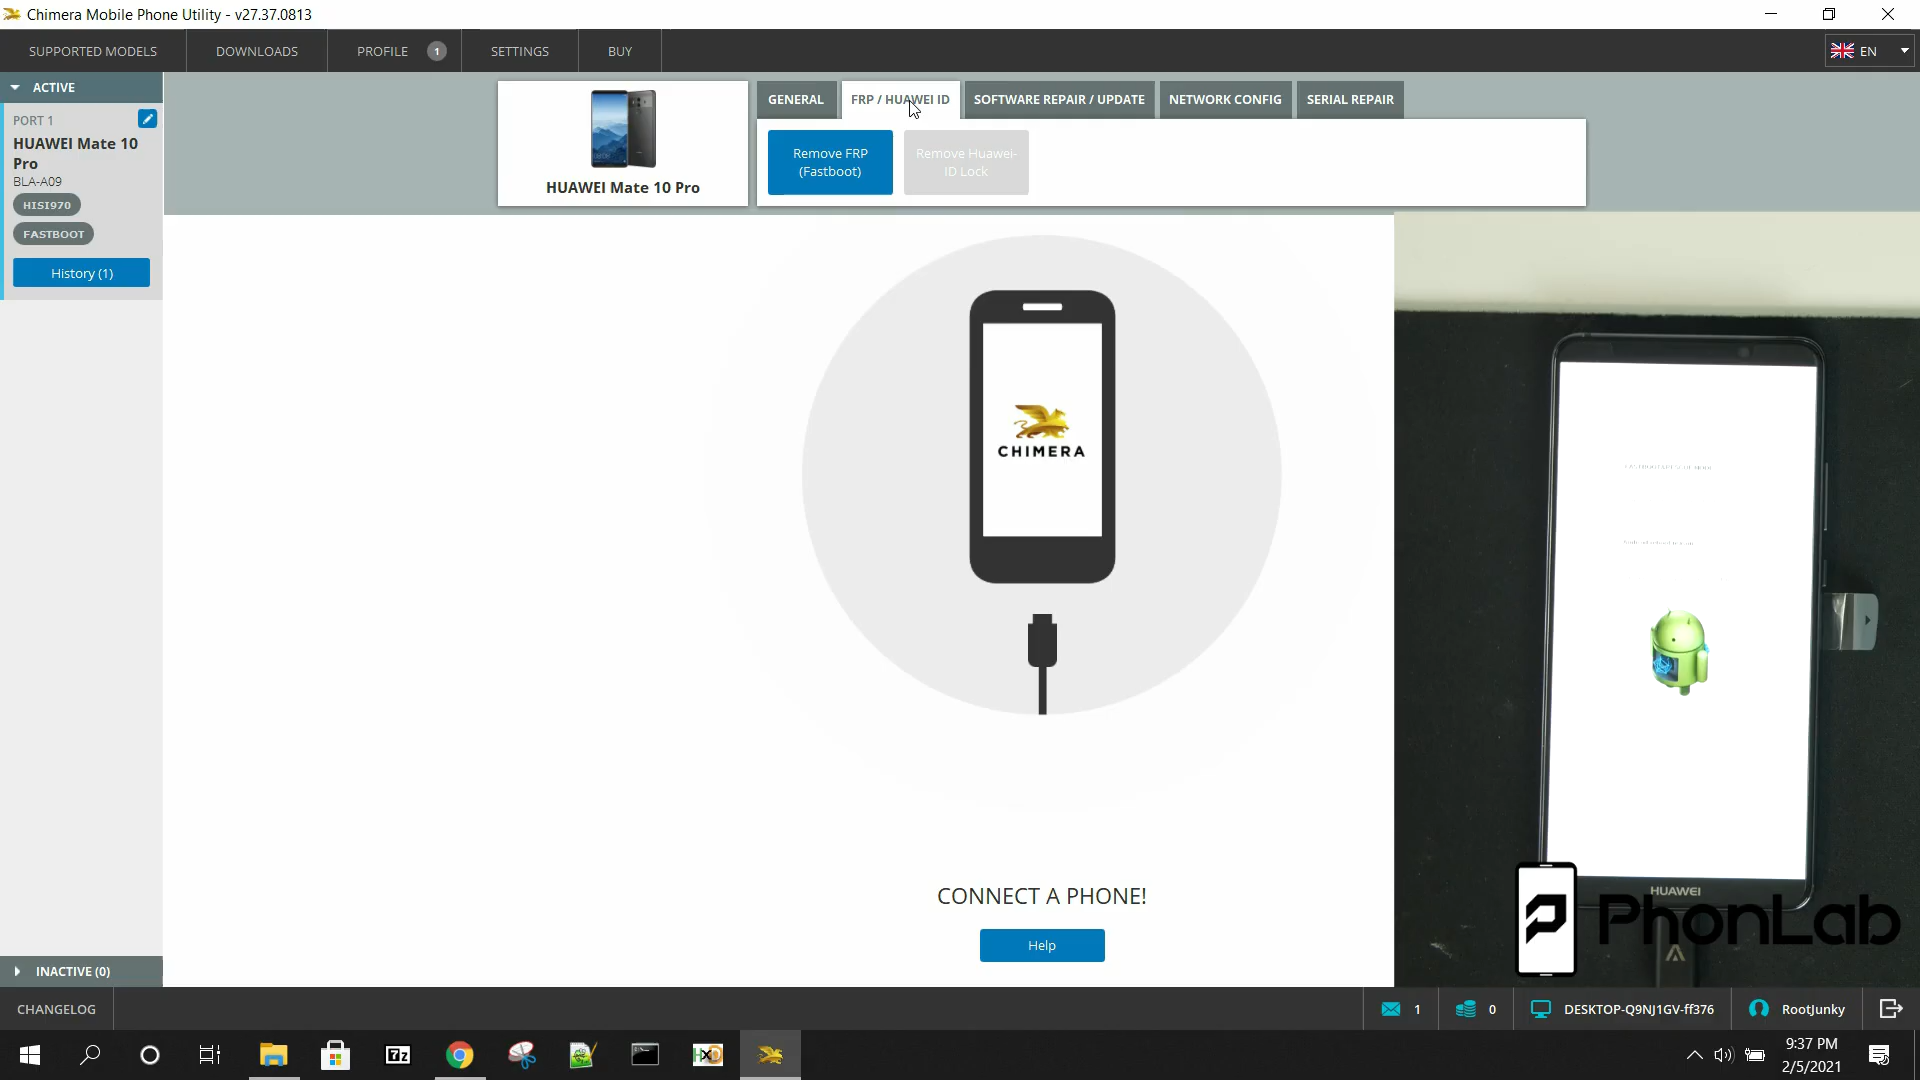 Chimera Mobile Phone Utility - v27.37.0813
SUPPORTED MODELS
DOWNLOADS
PROFILE
1
SETTINGS
BUY
EN
ACTIVE
PORT 1
HUAWEI Mate 10
Pro
BLA-A09
HISI970
FASTBOOT
History (1)
HUAWEI Mate 10 Pro
GENERAL
FRP / HUAWEI ID
SOFTWARE REPAIR / UPDATE
NETWORK CONFIG
SERIAL REPAIR
Remove FRP
(Fastboot)
Remove Huawei-
ID Lock
CHIMERA
CONNECT A PHONE!
Help
HUAWEI
PhonLab
INACTIVE (0)
CHANGELOG
1
0
DESKTOP-Q9NJ1GV-ff376
RootJunky
7z
HxD
9:37 PM
2/5/2021